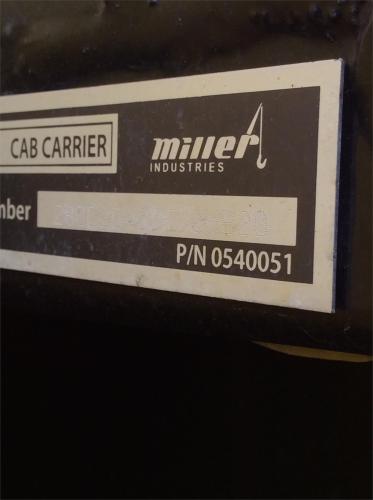 CAB CARRIER
miller
INDUSTRIES
mber
P/N 0540051